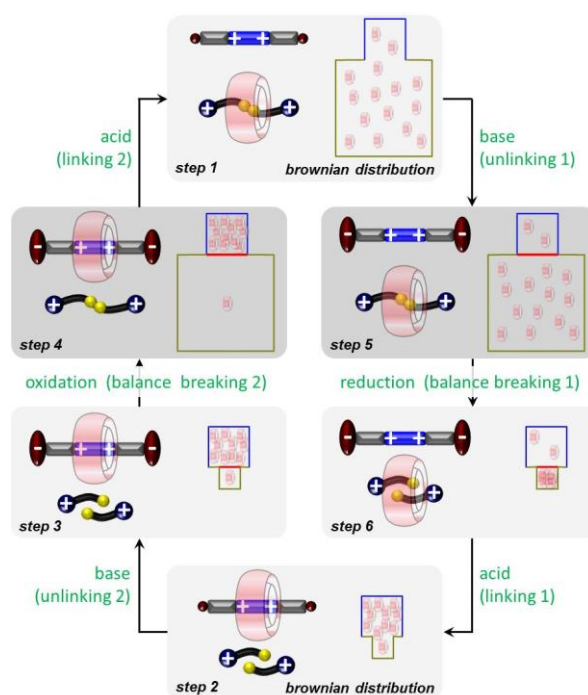 step 1
brownian distribution
acid
(linking 2)
base
(unlinking 1)
step 4
step 5
oxidation (balance breaking 2)
reduction (balance breaking 1)
step 3
step 6
base
(unlinking 2)
acid
(linking 1)
step 2
brownian distribution